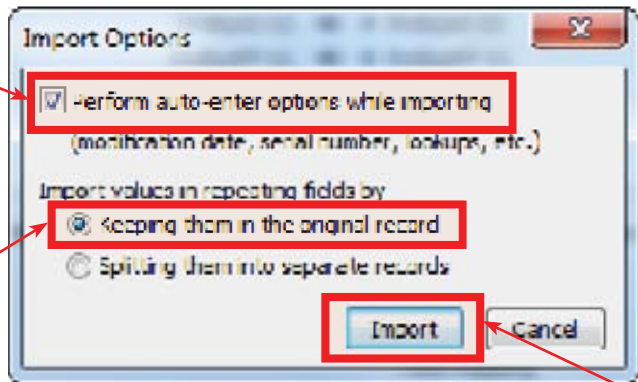 Import Options
Perform auto-enter options while importing
(modification date, serial number, lookups, etc.)
Import values in repeating fields by
Keeping them in the original record
Splitting them into separate records
Import
Cancel